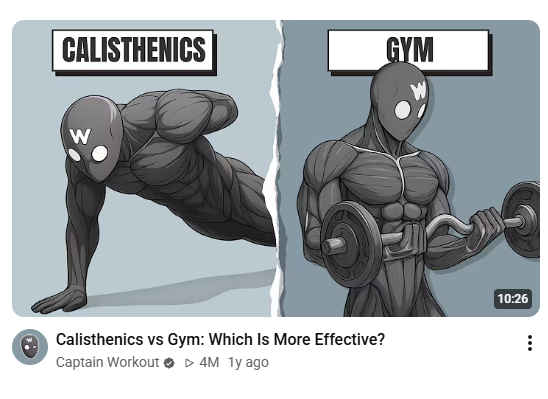 CALISTHENICS
GYM
W
W
10:26
Calisthenics vs Gym: Which Is More Effective?
Captain Workout 4M 1y ago